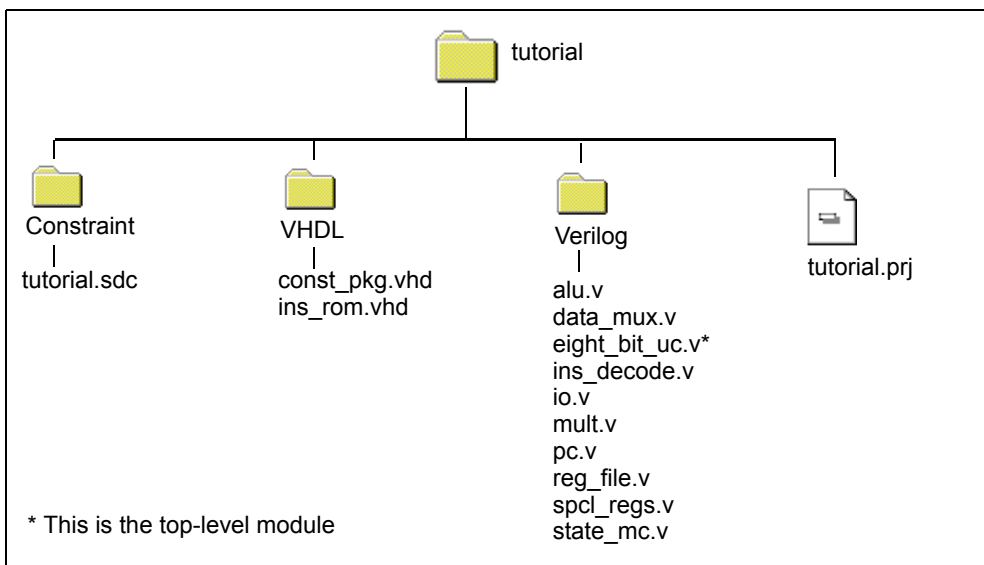 tutorial
Constraint
tutorial.sdc
VHDL
const_pkg.vhd
ins_rom.vhd
Verilog
alu.v
data_mux.v
eight_bit_uc.v*
ins_decode.v
io.v
mult.v
pc.v
reg_file.v
spcl_regs.v
state_mc.v
tutorial.prj
* This is the top-level module